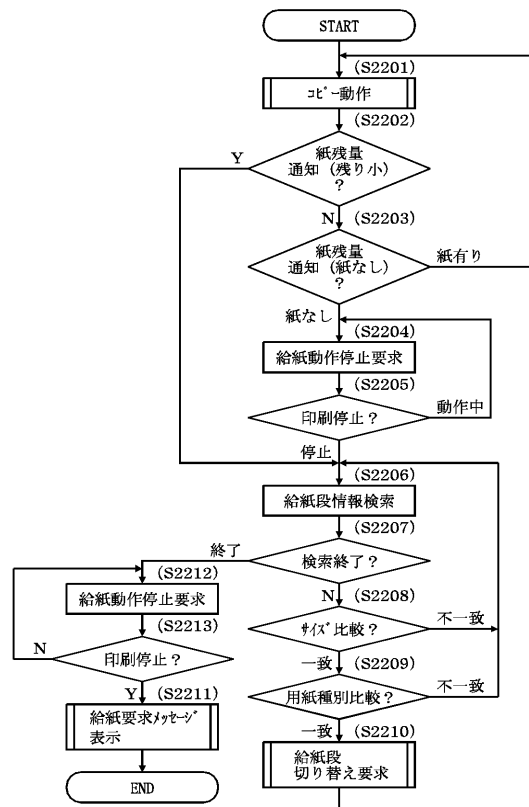 START
(S2201)
ｺﾋﾟｰ動作
(S2202)
紙残量
通知（残り小）
？
Y
N
(S2203)
紙残量
通知（紙なし）
？
紙有り
紙なし
(S2204)
給紙動作停止要求
(S2205)
印刷停止？
動作中
停止
(S2206)
給紙段情報検索
(S2207)
検索終了？
終了
N
(S2208)
ｻｲｽﾞ比較？
不一致
一致
(S2209)
用紙種別比較？
不一致
一致
(S2210)
給紙段
切り替え要求
(S2212)
給紙動作停止要求
(S2213)
印刷停止？
N
Y
(S2211)
給紙要求ﾒｯｾｰｼﾞ
表示
END